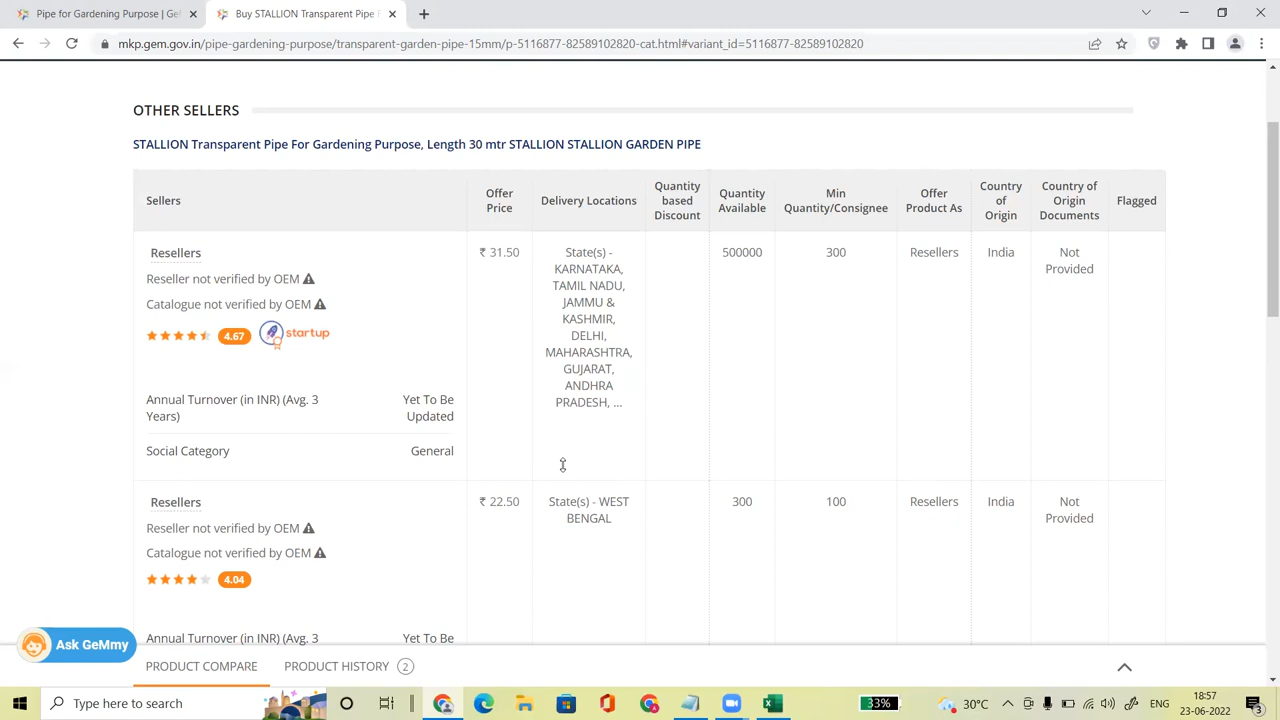 Pipe for Gardening Purpose | Ge
Buy STALLION Transparent Pipe
mkp.gem.gov.in/pipe-gardening-purpose/transparent-garden-pipe-15mm/p-5116877-82589102820-cat.html#variant_id=5116877-82589102820
OTHER SELLERS
STALLION Transparent Pipe For Gardening Purpose, Length 30 mtr STALLION STALLION GARDEN PIPE
Sellers
Offer
Price
Delivery Locations
Quantity
based
Discount
Quantity
Available
Min
Quantity/Consignee
Offer
Product As
Country
of
Origin
Country of
Origin
Documents
Flagged
Resellers
Reseller not verified by OEM
Catalogue not verified by OEM
4.67
startup
Annual Turnover (in INR) (Avg. 3
Years)
Yet To Be
Updated
Social Category
General
₹ 31.50
State(s) -
KARNATAKA,
TAMIL NADU,
JAMMU &
KASHMIR,
DELHI,
MAHARASHTRA,
GUJARAT,
ANDHRA
PRADESH, ...
500000
300
Resellers
India
Not
Provided
Resellers
Reseller not verified by OEM
Catalogue not verified by OEM
4.04
Annual Turnover (in INR) (Avg. 3
Yet To Be
₹ 22.50
State(s) - WEST
BENGAL
300
100
Resellers
India
Not
Provided
Ask GeMmy
PRODUCT COMPARE
PRODUCT HISTORY 2
Type here to search
33%
30°C
ENG
18:57
23-06-2022
3